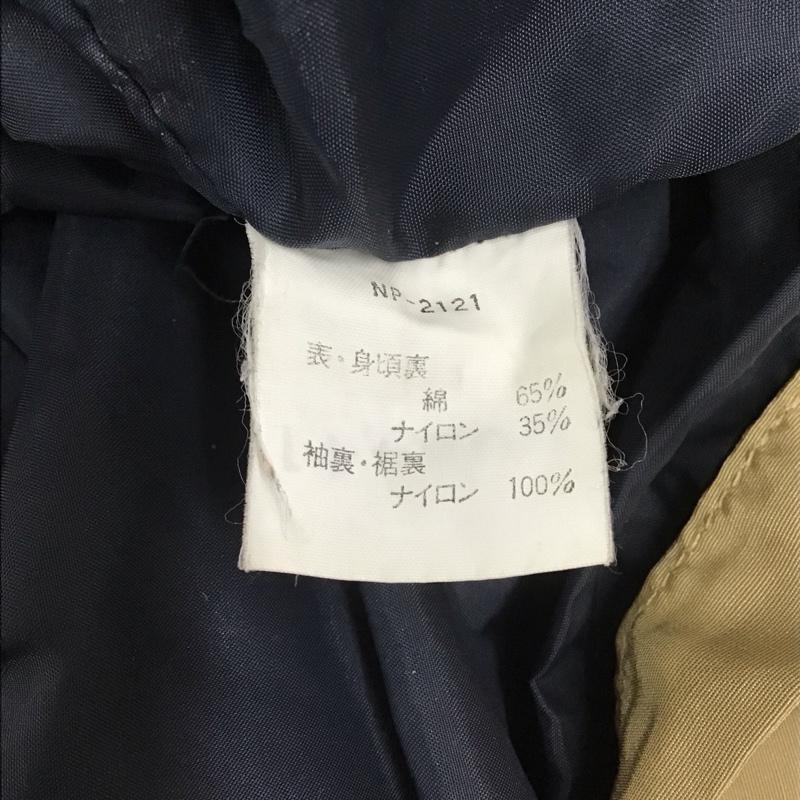 NP-2121
表・身頃裏
綿 65%
ナイロン 35%
袖裏・裾裏
ナイロン 100%